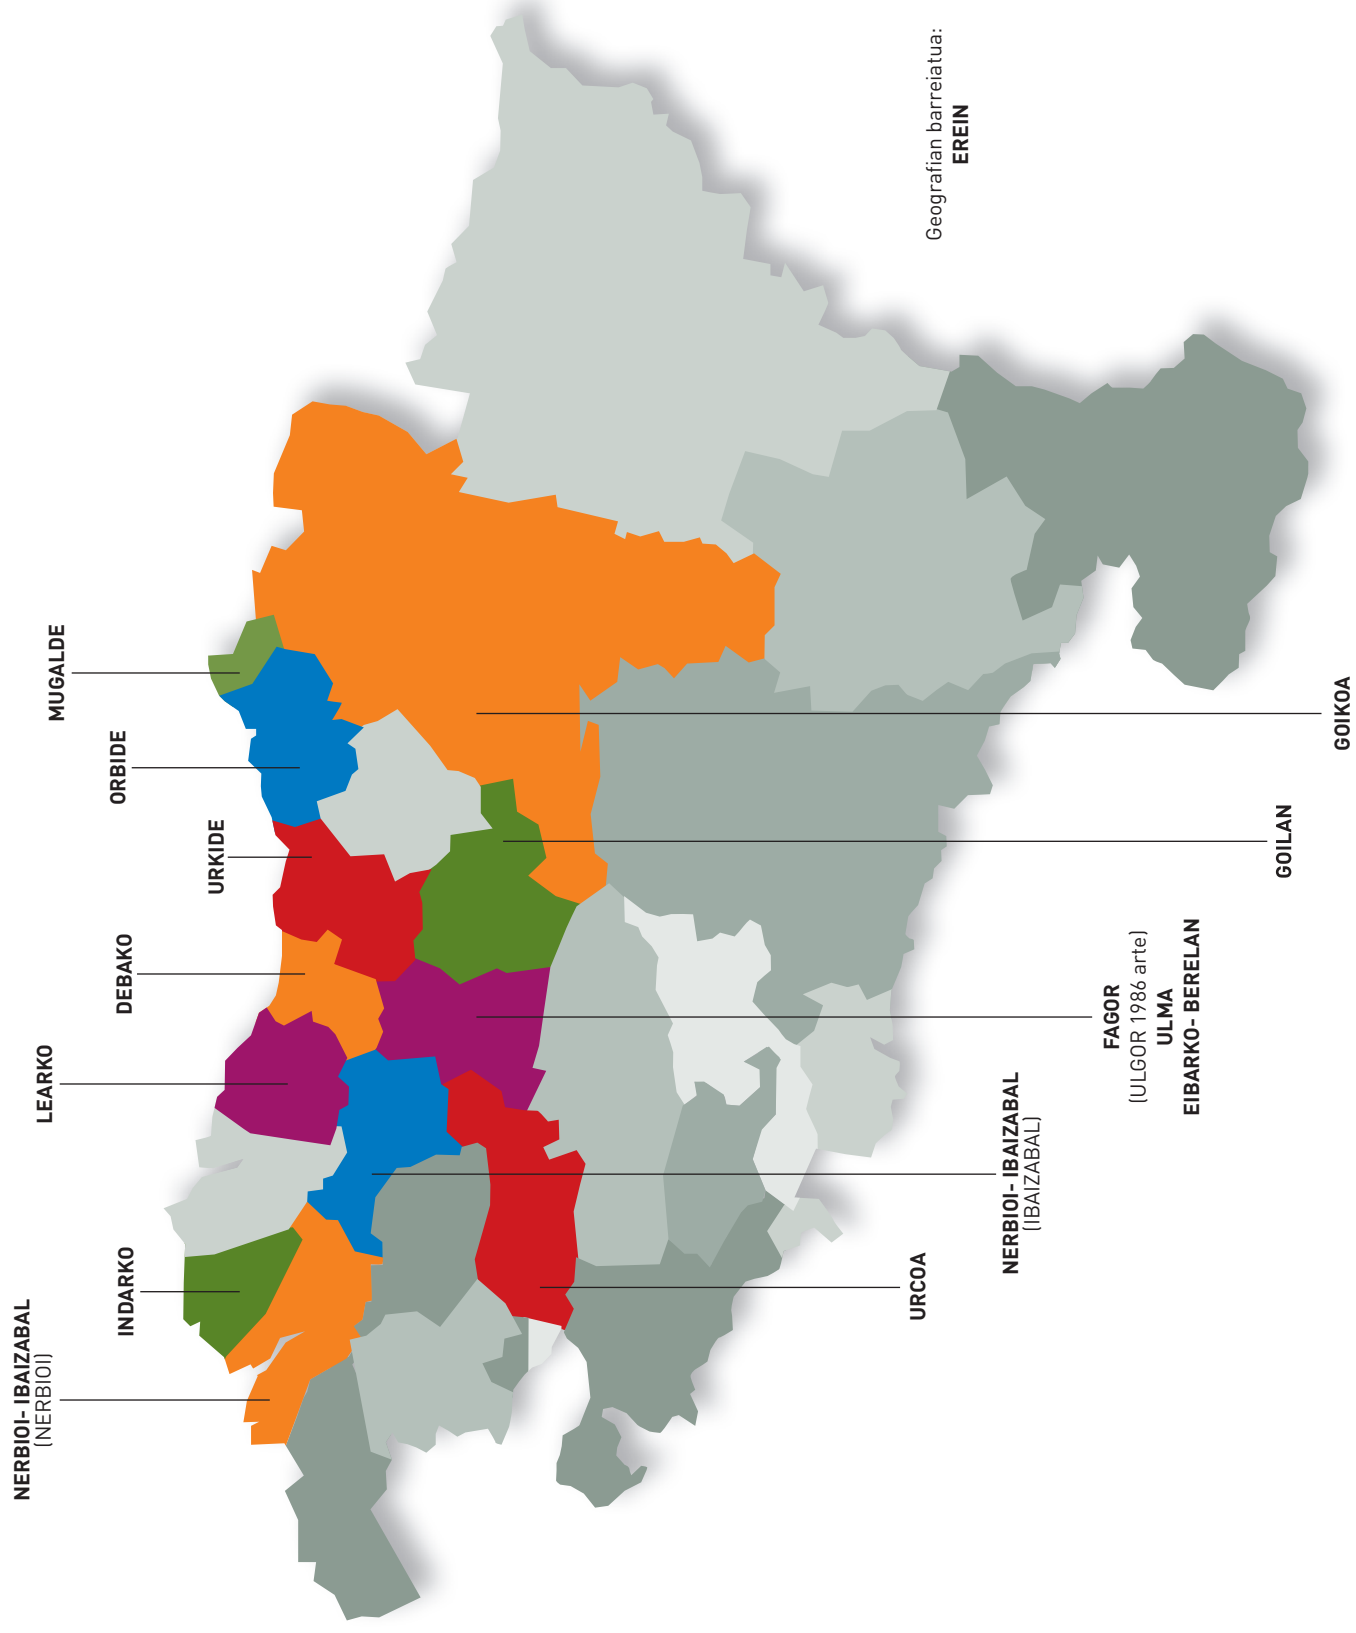 MUGALDE
ORBIDE
URKIDE
DEBAKO
LEARKO
INDARKO
NERBIOI- IBAIZABAL
(NERBIOI)
Geografian barreiatua:
EREIN
GOIKOA
GOILAN
FAGOR
(ULGOR 1986 arte)
ULMA
EIBARKO- BERELAN
NERBIOI- IBAIZABAL
(IBAIZABAL)
URCOA